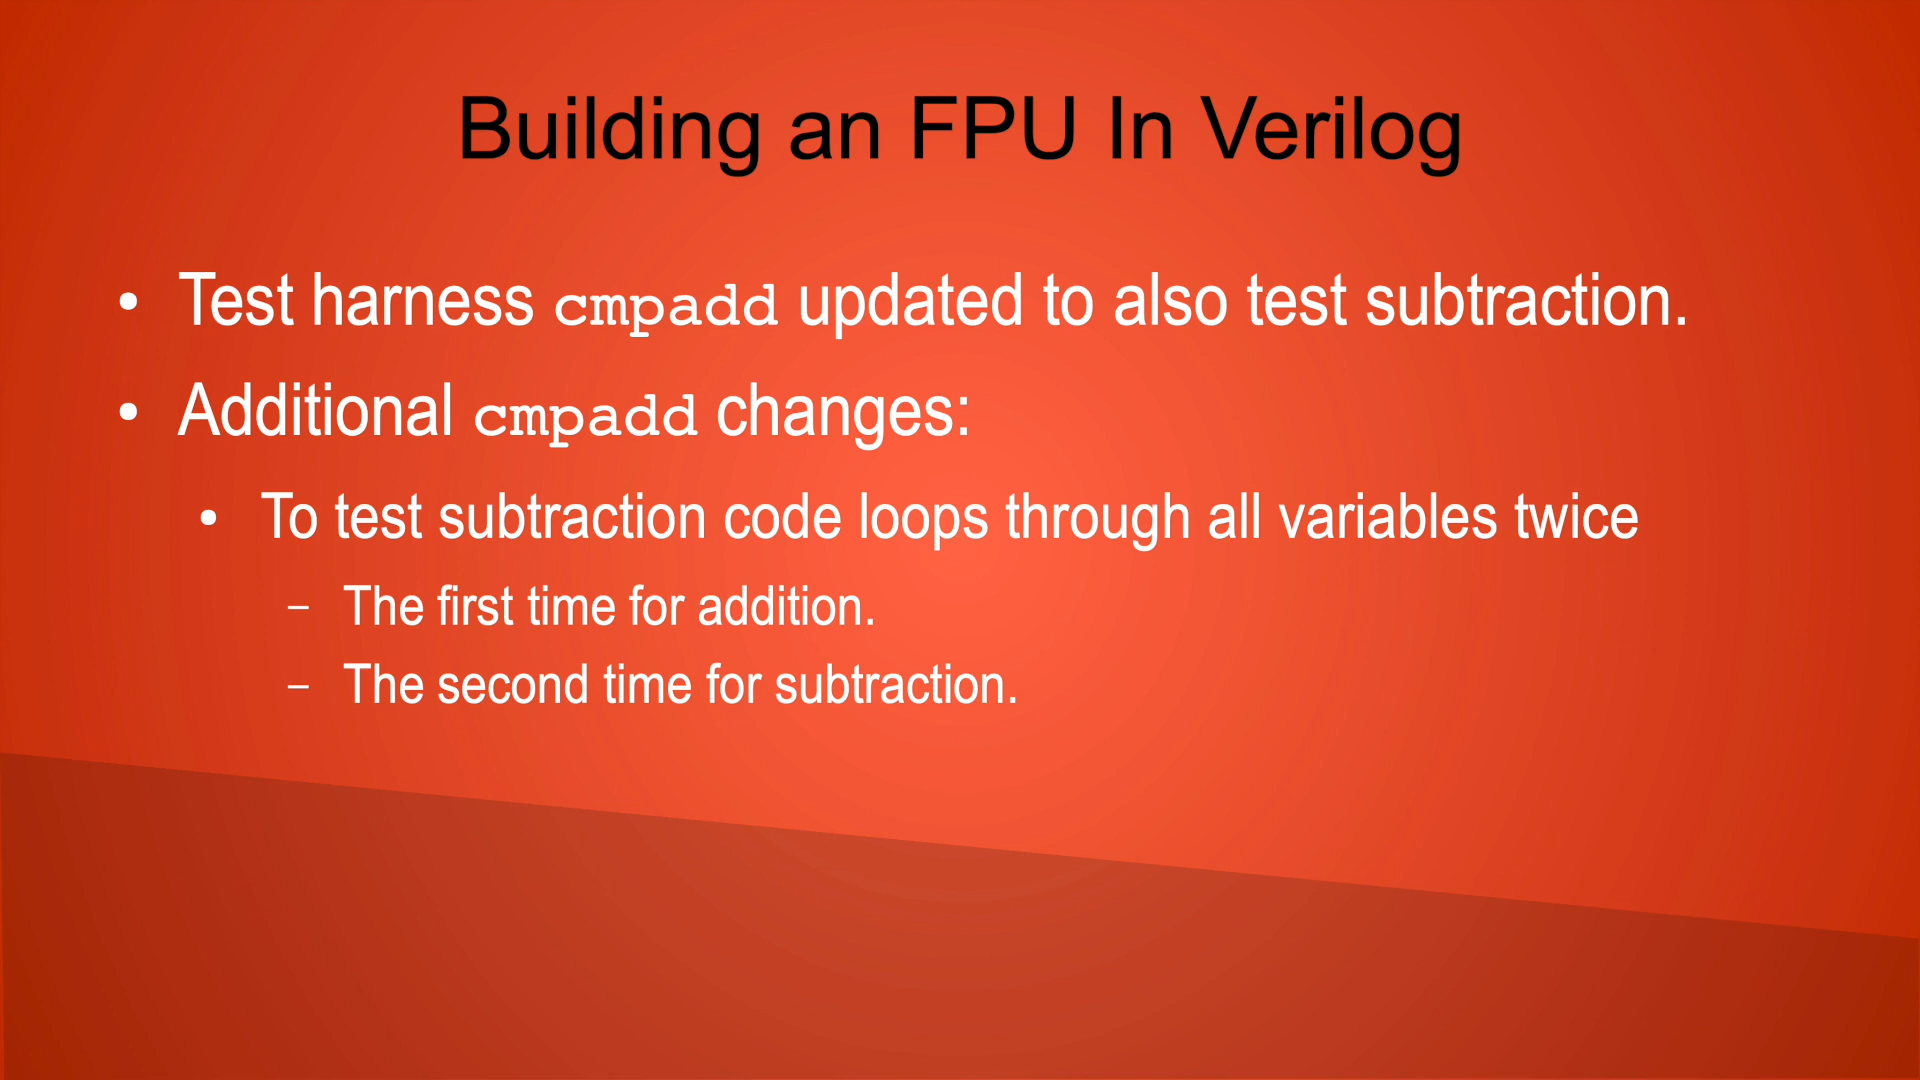 Building an FPU In Verilog
• Test harness cmpadd updated to also test subtraction.
• Additional cmpadd changes:
• To test subtraction code loops through all variables twice
– The first time for addition.
– The second time for subtraction.